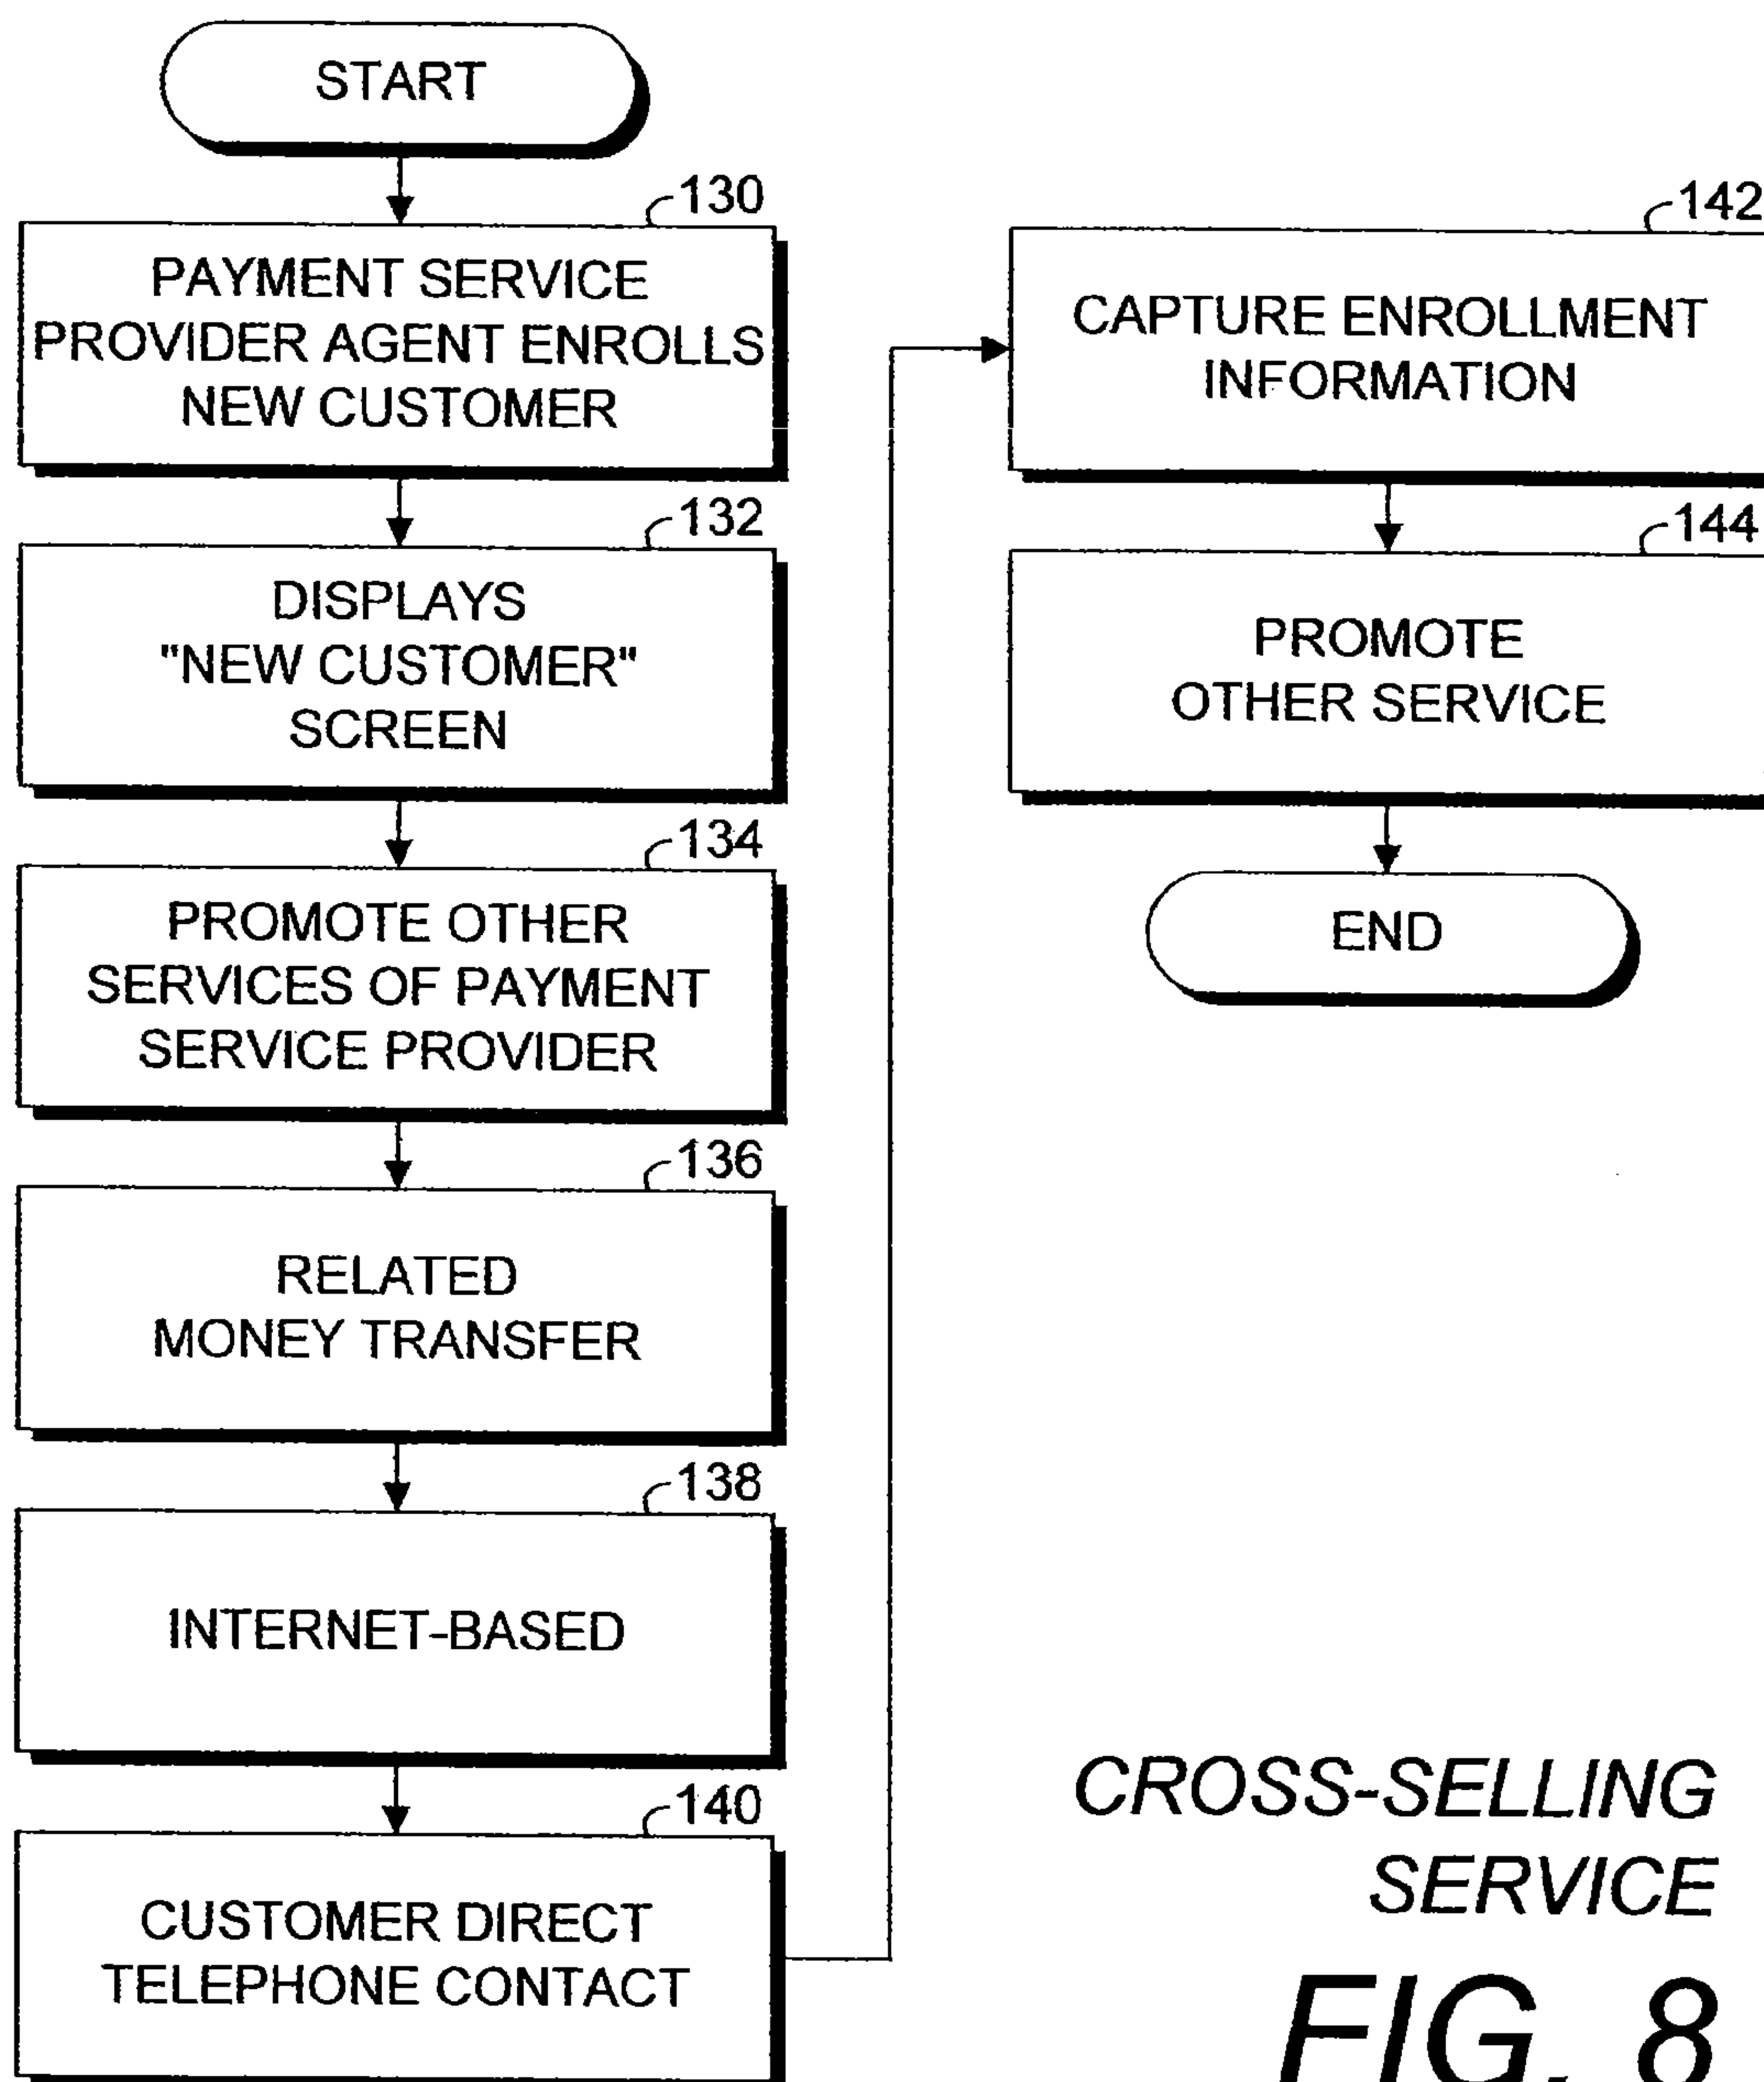 START
130
PAYMENT SERVICE
PROVIDER AGENT ENROLLS
NEW CUSTOMER
132
DISPLAYS
"NEW CUSTOMER"
SCREEN
134
PROMOTE OTHER
SERVICES OF PAYMENT
SERVICE PROVIDER
136
RELATED
MONEY TRANSFER
138
INTERNET-BASED
140
CUSTOMER DIRECT
TELEPHONE CONTACT
142
CAPTURE ENROLLMENT
INFORMATION
144
PROMOTE
OTHER SERVICE
END
CROSS-SELLING
SERVICE
FIG. 8